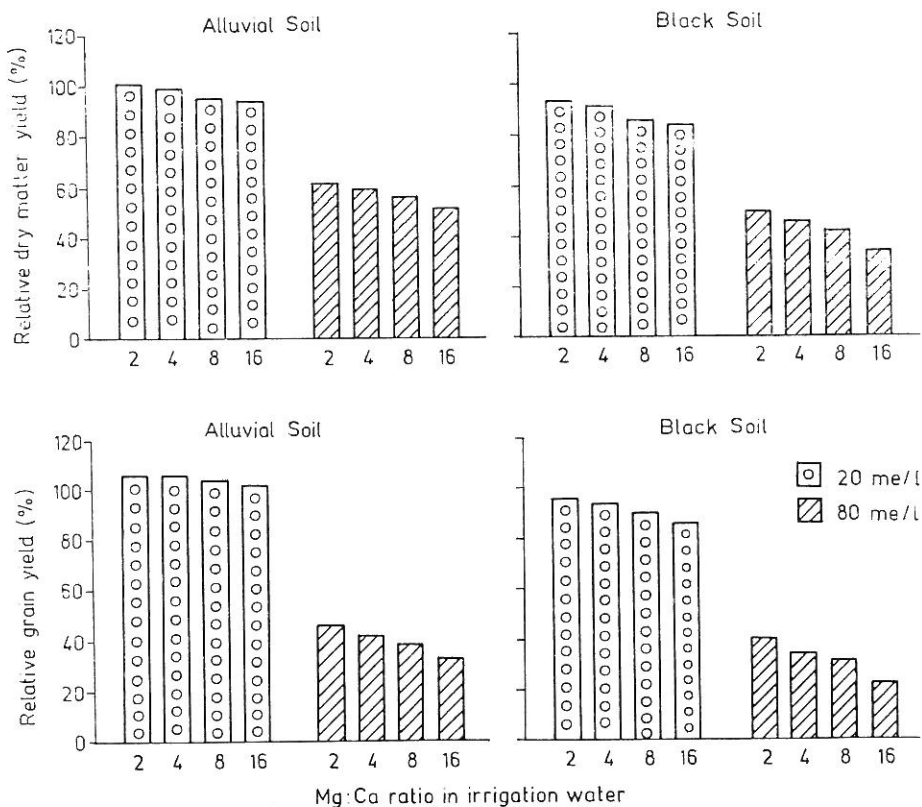 Alluvial Soil
Black Soil
Relative dry matter yield (%)
120
100
80
60
40
20
0
2 4 8 16 2 4 8 16
2 4 8 16 2 4 8 16
Alluvial Soil
Black Soil
Relative grain yield (%)
120
100
80
60
40
20
0
20 me/l
80 me/l
2 4 8 16 2 4 8 16
2 4 8 16 2 4 8 16
Mg:Ca ratio in irrigation water